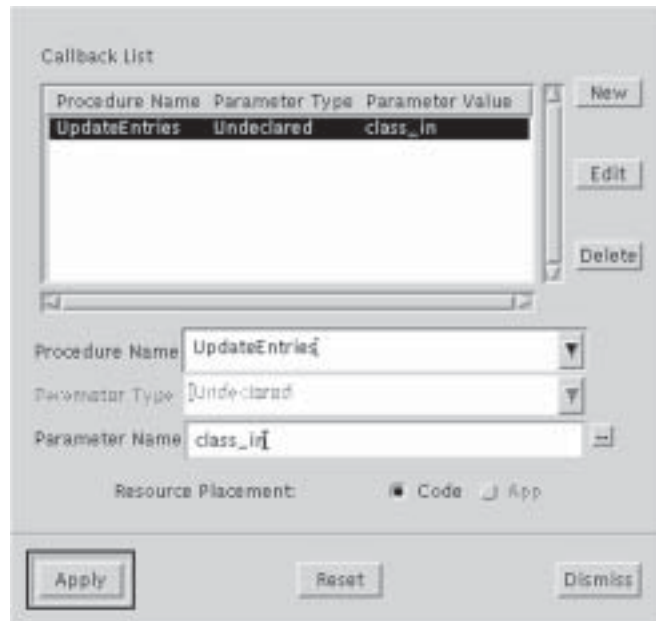 Callback List
Procedure Name Parameter Type Parameter Value
UpdateEntries Undeclared class_in
New
Edit
Delete
Procedure Name UpdateEntries
Parameter Type Undeclared
Parameter Name class_in
...
Resource Placement: Code App
Apply Reset Dismiss